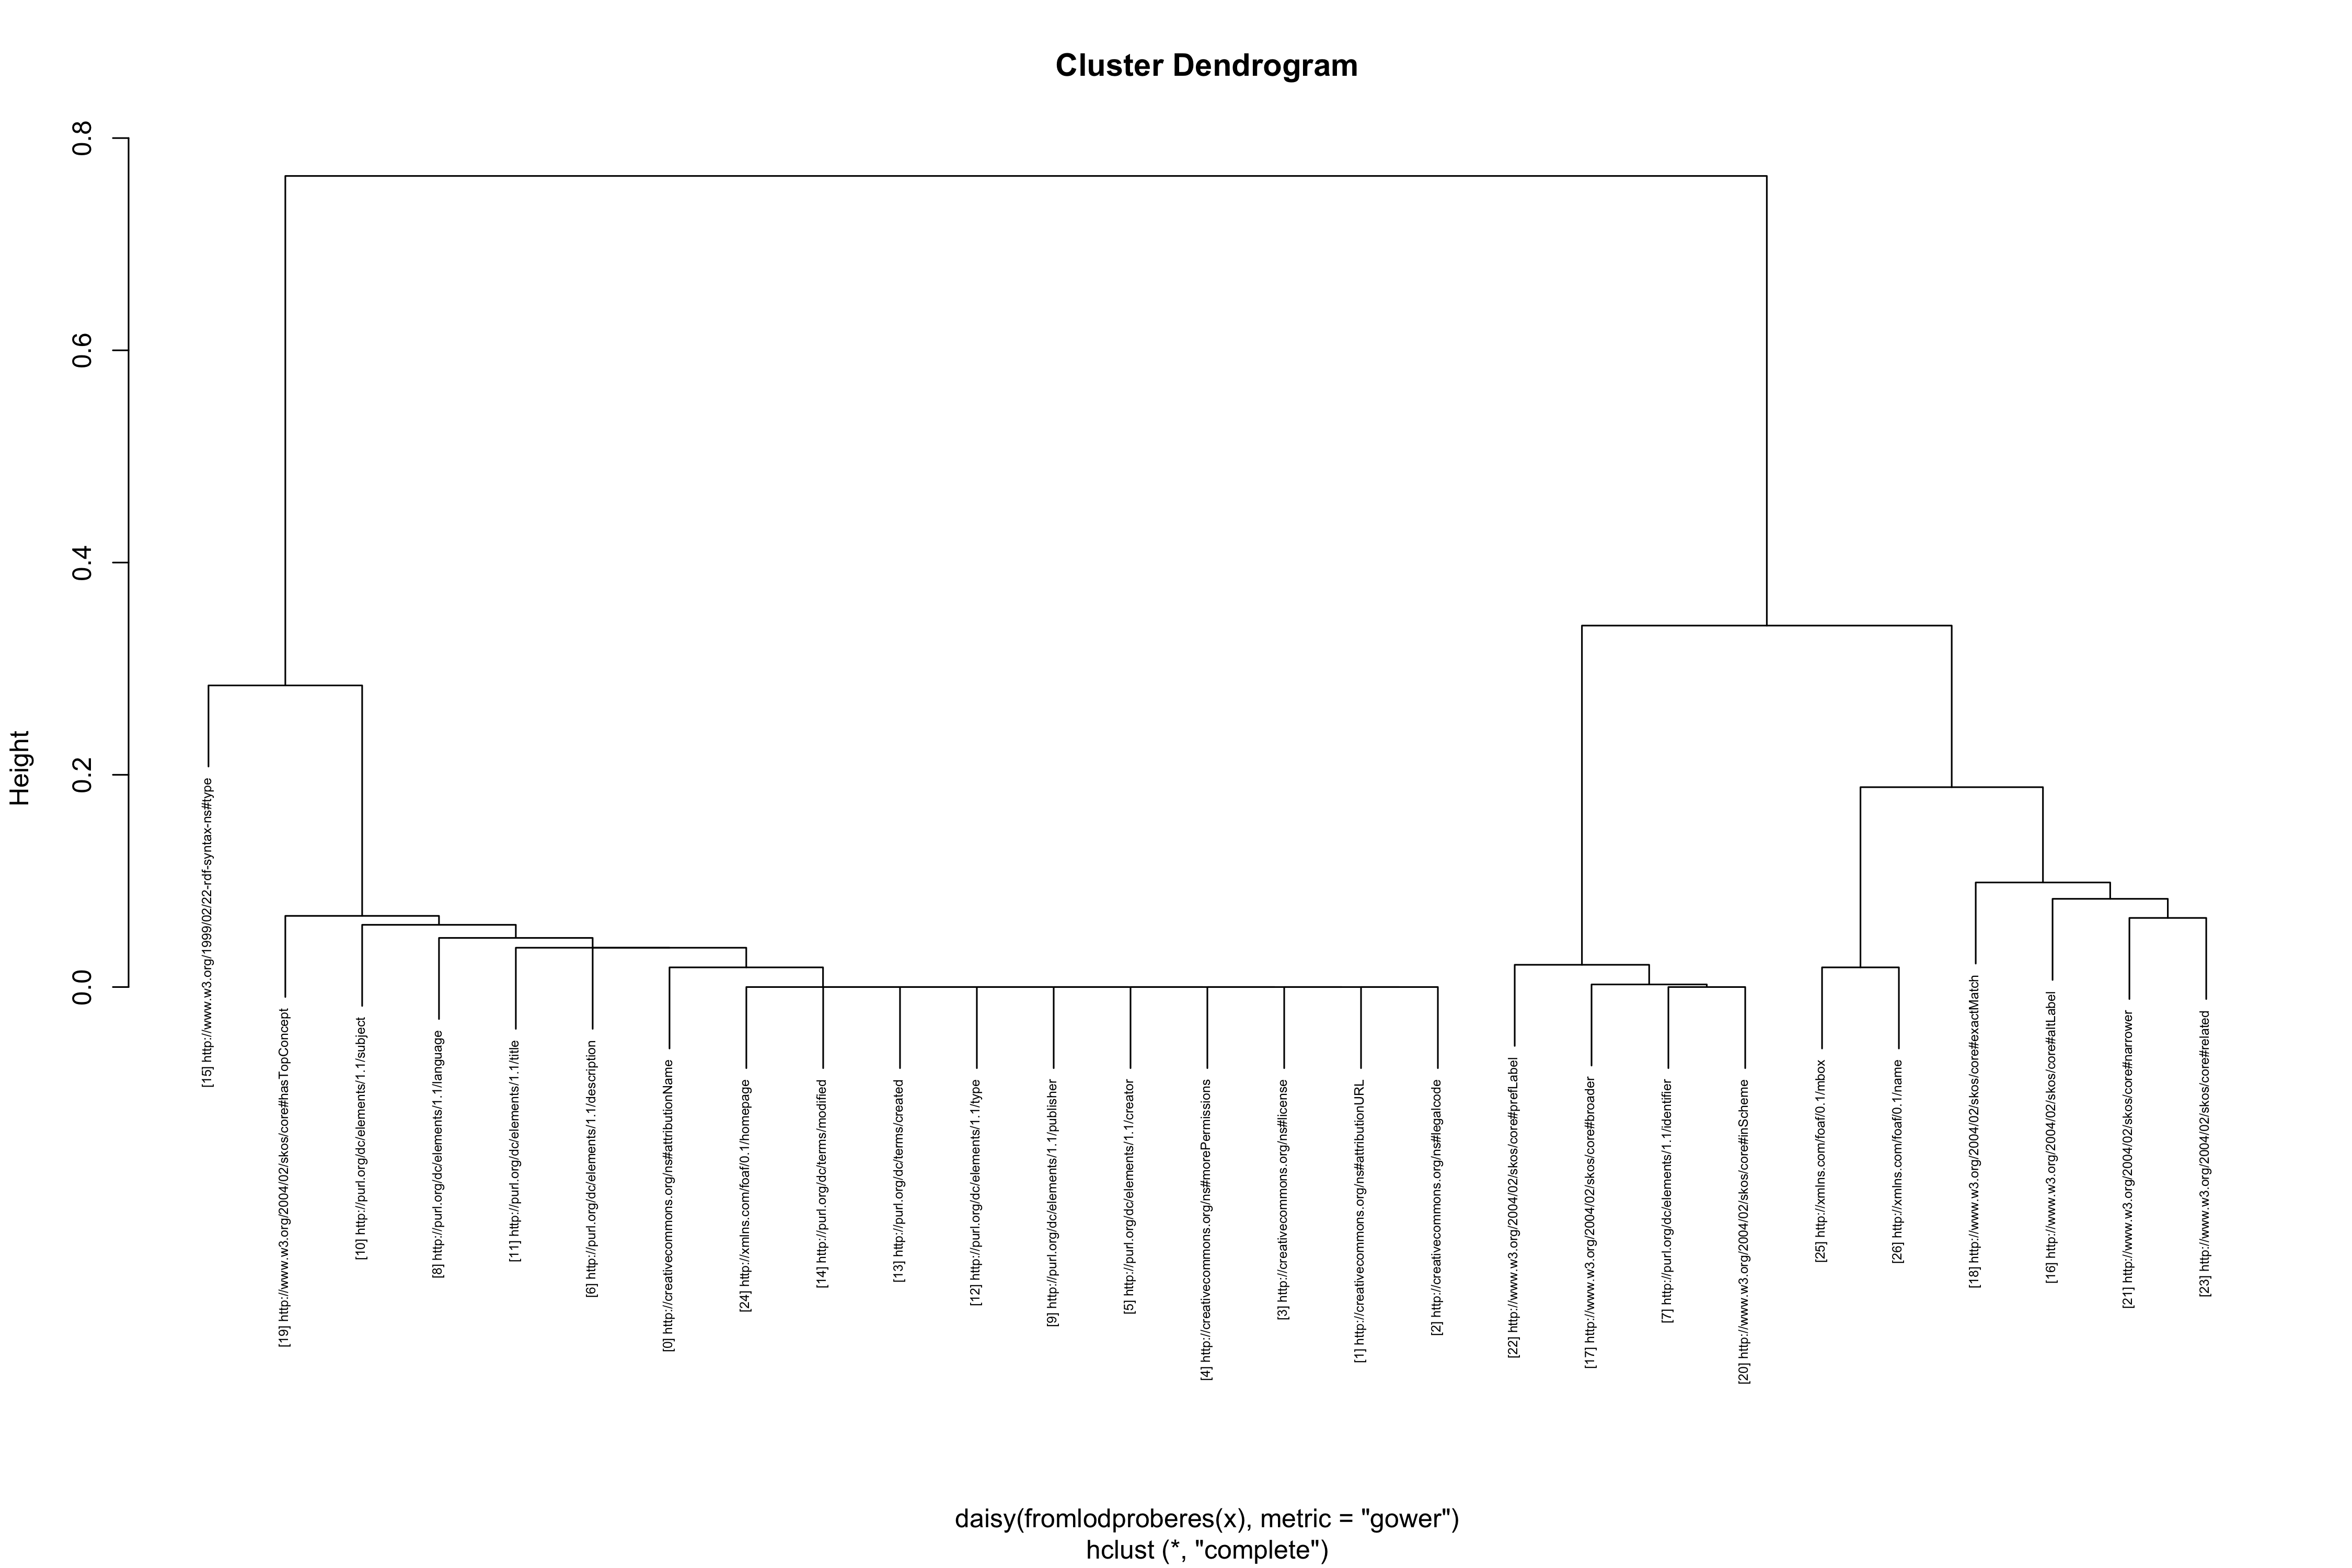 Cluster Dendrogram
Height
0.8
0.6
0.4
0.2
0.0
[15] http://www.w3.org/1999/02/22-rdf-syntax-ns#type
[19] http://www.w3.org/2004/02/skos/core#hasTopConcept
[10] http://purl.org/dc/elements/1.1/subject
[8] http://purl.org/dc/elements/1.1/language
[11] http://purl.org/dc/elements/1.1/title
[6] http://purl.org/dc/elements/1.1/description
[0] http://creativecommons.org/ns#attributionName
[24] http://xmlns.com/foaf/0.1/homepage
[14] http://purl.org/dc/terms/modified
[13] http://purl.org/dc/terms/created
[12] http://purl.org/dc/elements/1.1/type
[9] http://purl.org/dc/elements/1.1/publisher
[5] http://purl.org/dc/elements/1.1/creator
[4] http://creativecommons.org/ns#morePermissions
[3] http://creativecommons.org/ns#license
[1] http://creativecommons.org/ns#attributionURL
[2] http://creativecommons.org/ns#legalcode
[22] http://www.w3.org/2004/02/skos/core#prefLabel
[17] http://www.w3.org/2004/02/skos/core#broader
[7] http://purl.org/dc/elements/1.1/identifier
[20] http://www.w3.org/2004/02/skos/core#inScheme
[25] http://xmlns.com/foaf/0.1/mbox
[26] http://xmlns.com/foaf/0.1/name
[18] http://www.w3.org/2004/02/skos/core#exactMatch
[16] http://www.w3.org/2004/02/skos/core#altLabel
[21] http://www.w3.org/2004/02/skos/core#narrower
[23] http://www.w3.org/2004/02/skos/core#related
daisy(fromlodproberes(x), metric = "gower")
hclust (*, "complete")